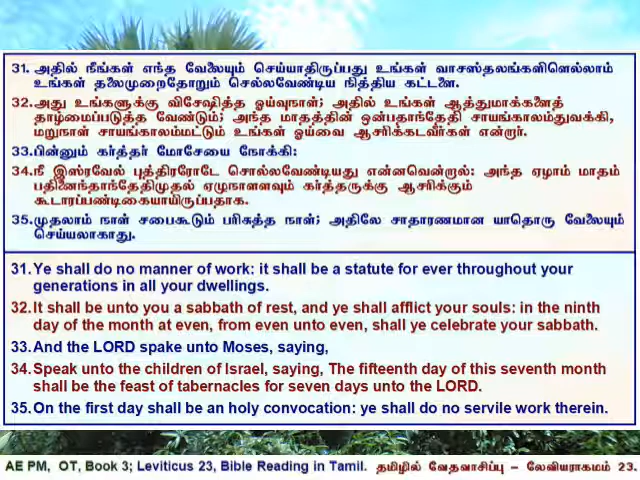 31. அதில் நீங்கள் எந்த வேலையும் செய்யாதிருப்பது உங்கள் வாசஸ்தலங்களிளெல்லாம்
உங்கள் தலைமுறைதோறும் செல்லவேண்டிய நித்திய கட்டளை.
32.அது உங்களுக்கு விசேஷித்த ஓய்வுநாள்; அதில் உங்கள் ஆத்துமாக்களைத்
தாழ்மைப்படுத்த வேண்டும்; அந்த மாதத்தின் ஒன்பதாந்தேதி சாயங்காலம்துவக்கி,
மறுநாள் சாயங்காலம்மட்டும் உங்கள் ஓய்வை ஆசரிக்கடவீர்கள் என்றார்.
33.பின்னும் கர்த்தர் மோசேயை நோக்கி:
34.நீ இஸ்ரவேல் புத்திரரோடே சொல்லவேண்டியது என்னவென்றால்: அந்த ஏழாம் மாதம்
பதினைந்தாந்தேதிமுதல் ஏழுநாளளவும் கர்த்தருக்கு ஆசரிக்கும்
கூடாரப்பண்டிகையாயிருப்பதாக.
35.முதலாம் நாள் சபைகூடும் பரிசுத்த நாள்; அதிலே சாதாரணமான யாதொரு வேலையும்
செய்யலாகாது.
31.Ye shall do no manner of work: it shall be a statute for ever throughout your
generations in all your dwellings.
32.It shall be unto you a sabbath of rest, and ye shall afflict your souls: in the ninth
day of the month at even, from even unto even, shall ye celebrate your sabbath.
33.And the LORD spake unto Moses, saying,
34.Speak unto the children of Israel, saying, The fifteenth day of this seventh month
shall be the feast of tabernacles for seven days unto the LORD.
35.On the first day shall be an holy convocation: ye shall do no servile work therein.
AE PM, OT, Book 3; Leviticus 23, Bible Reading in Tamil. தமிழில் வேதவாசிப்பு – லேவியராகமம் 23.